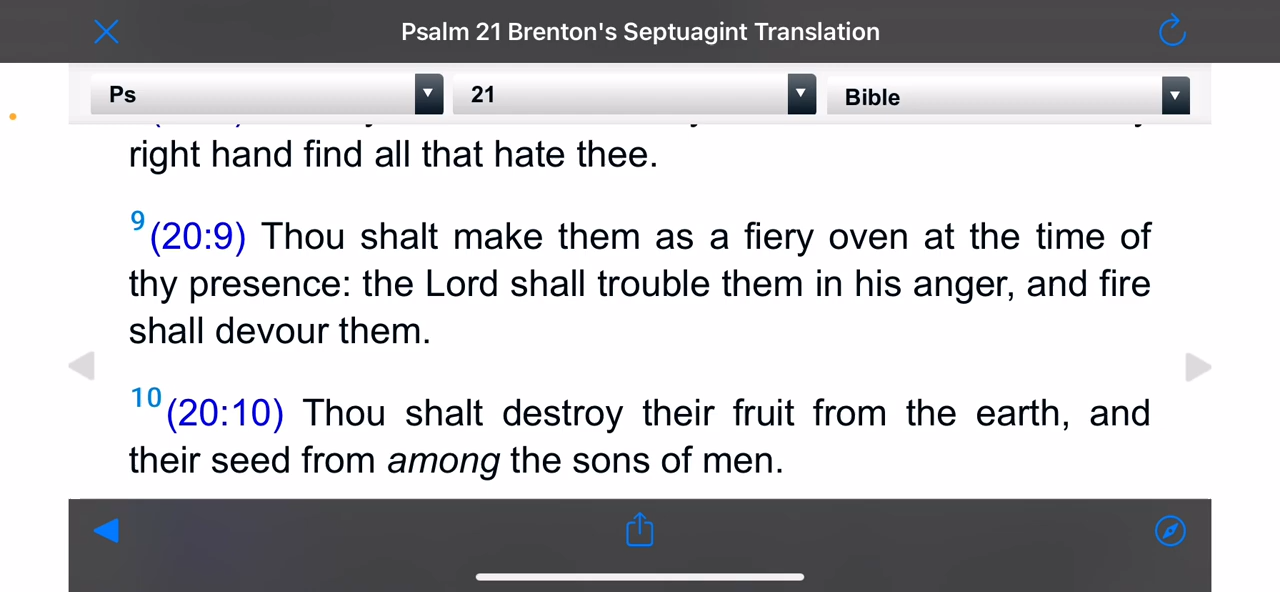 Psalm 21 Brenton's Septuagint Translation
Ps
21
Bible
right hand find all that hate thee.
9 (20:9) Thou shalt make them as a fiery oven at the time of
thy presence: the Lord shall trouble them in his anger, and fire
shall devour them.
10 (20:10) Thou shalt destroy their fruit from the earth, and
their seed from among the sons of men.